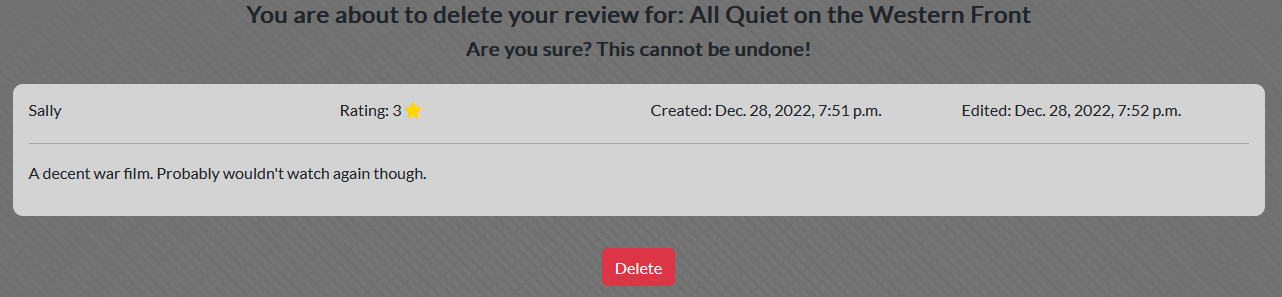 You are about to delete your review for: All Quiet on the Western Front
Are you sure? This cannot be undone!
Sally Rating: 3 Created: Dec. 28, 2022, 7:51 p.m. Edited: Dec. 28, 2022, 7:52 p.m.
A decent war film. Probably wouldn't watch again though.
Delete